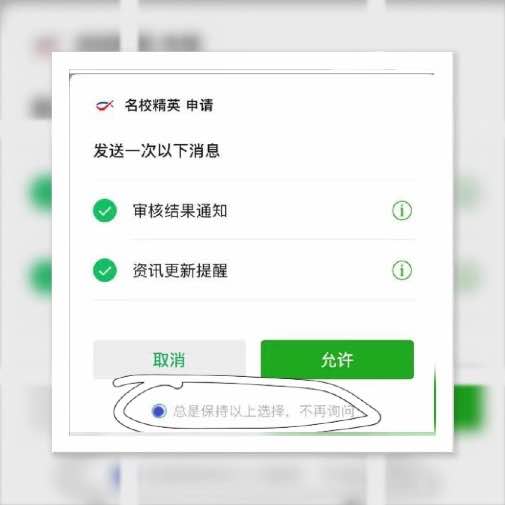 名校精英 申请
发送一次以下消息
审核结果通知
资讯更新提醒
取消
允许
总是保持以上选择，不再询问